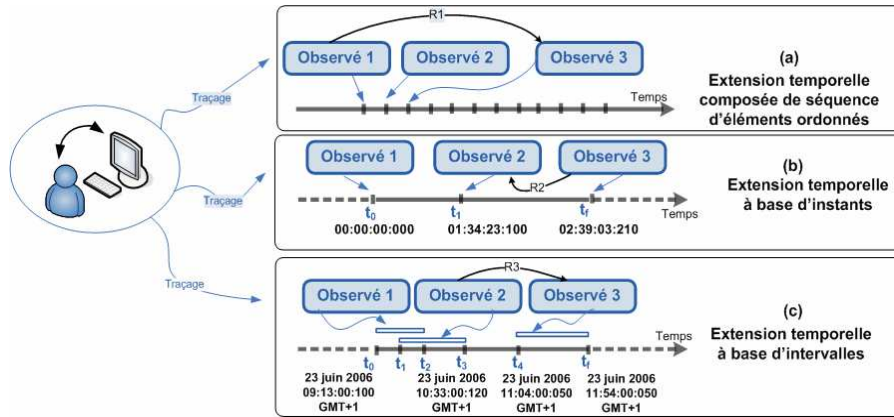 R1
Observé 1
Observé 2
Observé 3
Temps
(a)
Extension temporelle
composée de séquence
d'éléments ordonnés
Traçage
Observé 1
Observé 2
Observé 3
R2
t0
t1
tf
Temps
00:00:00:000
01:34:23:100
02:39:03:210
(b)
Extension temporelle
à base d'instants
Traçage
R3
Observé 1
Observé 2
Observé 3
Temps
t0
t1
t2
t3
t4
tf
23 juin 2006
09:13:00:100
GMT+1
23 juin 2006
10:33:00:120
GMT+1
23 juin 2006
11:04:00:050
GMT+1
23 juin 2006
11:54:00:050
GMT+1
(c)
Extension temporelle
à base d'intervalles
Traçage